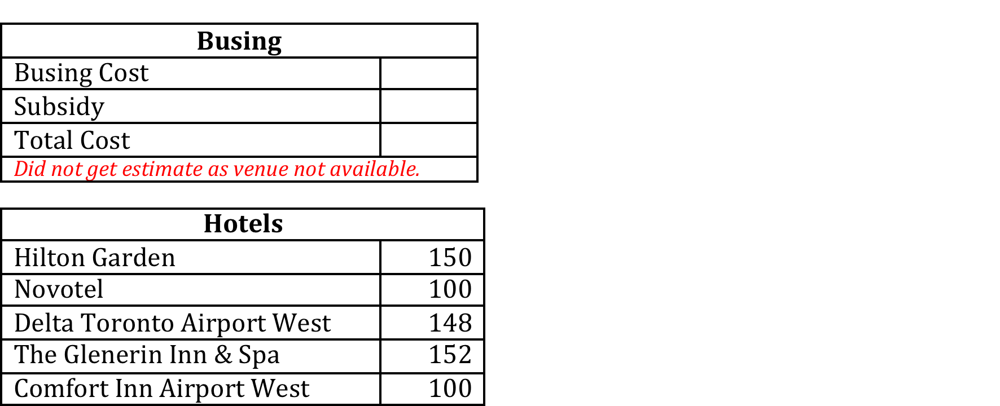 Busing
Busing Cost
Subsidy
Total Cost
Did not get estimate as venue not available.
Hotels
Hilton Garden 150
Novotel 100
Delta Toronto Airport West 148
The Glenerin Inn & Spa 152
Comfort Inn Airport West 100